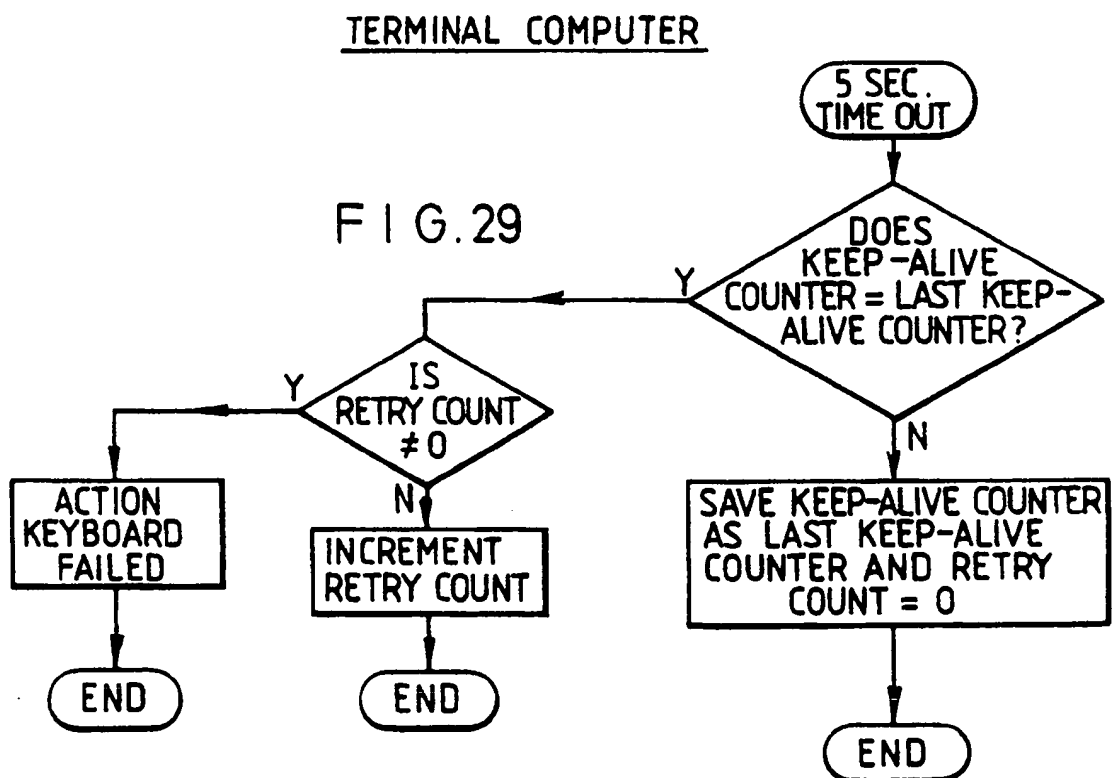 TERMINAL COMPUTER
5 SEC.
TIME OUT
FIG.29
DOES
KEEP-ALIVE
COUNTER = LAST KEEP-
ALIVE COUNTER?
Y
N
IS
RETRY COUNT
≠ 0
Y
N
ACTION
KEYBOARD
FAILED
INCREMENT
RETRY COUNT
SAVE KEEP-ALIVE COUNTER
AS LAST KEEP-ALIVE
COUNTER AND RETRY
COUNT = 0
END
END
END